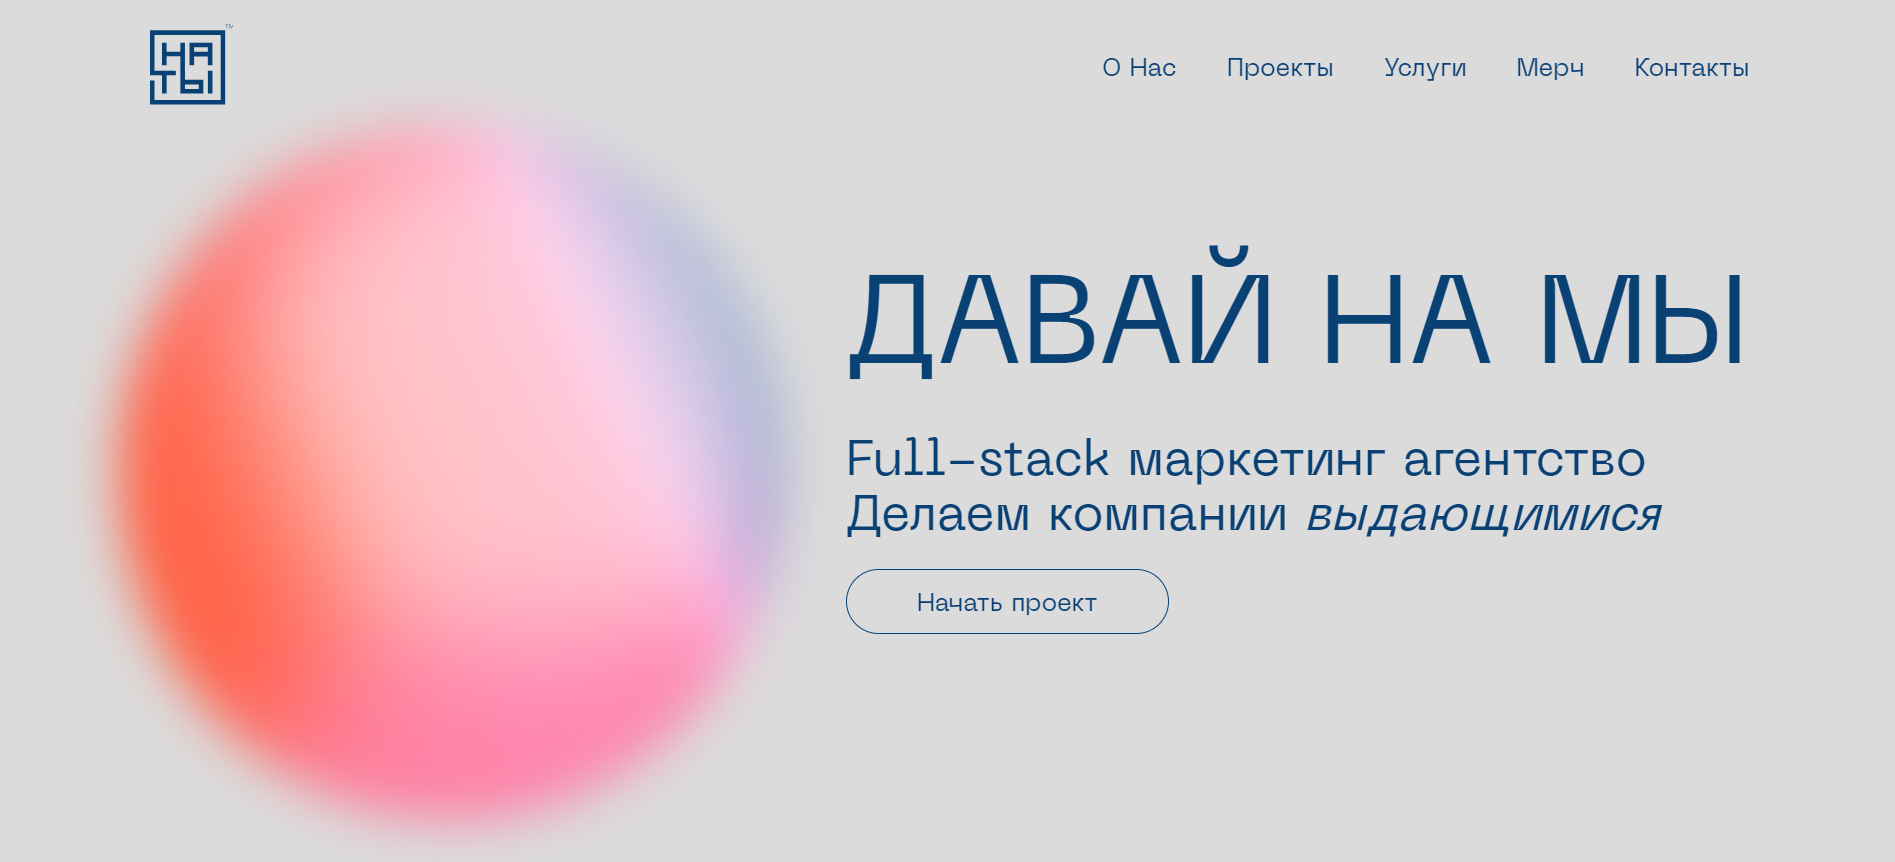 НА
ТЫ
TM
О Нас
Проекты
Услуги
Мерч
Контакты
ДАВАЙ НА МЫ
Full-stack маркетинг агентство
Делаем компании выдающимися
Начать проект